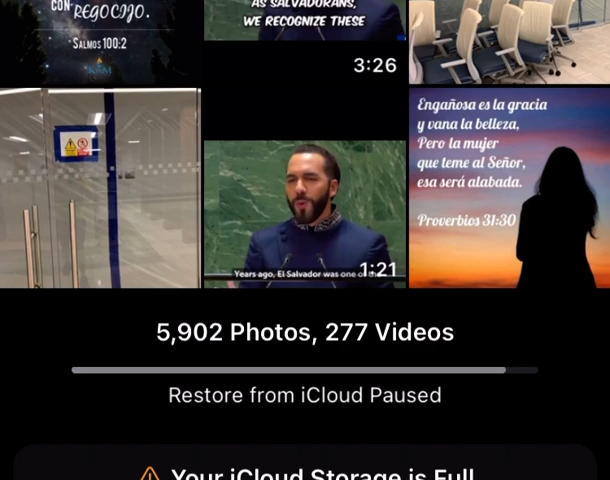 CON REGOCIJO.
SALMOS 100:2
AS SALVADORANS,
WE RECOGNIZE THESE
3:26
Engañosa es la gracia
y vana la belleza,
Pero la mujer
que teme al Señor,
esa será alabada.
Proverbios 31:30
Years ago, El Salvador was one of the
1:21
5,902 Photos, 277 Videos
Restore from iCloud Paused
Your iCloud Storage is Full